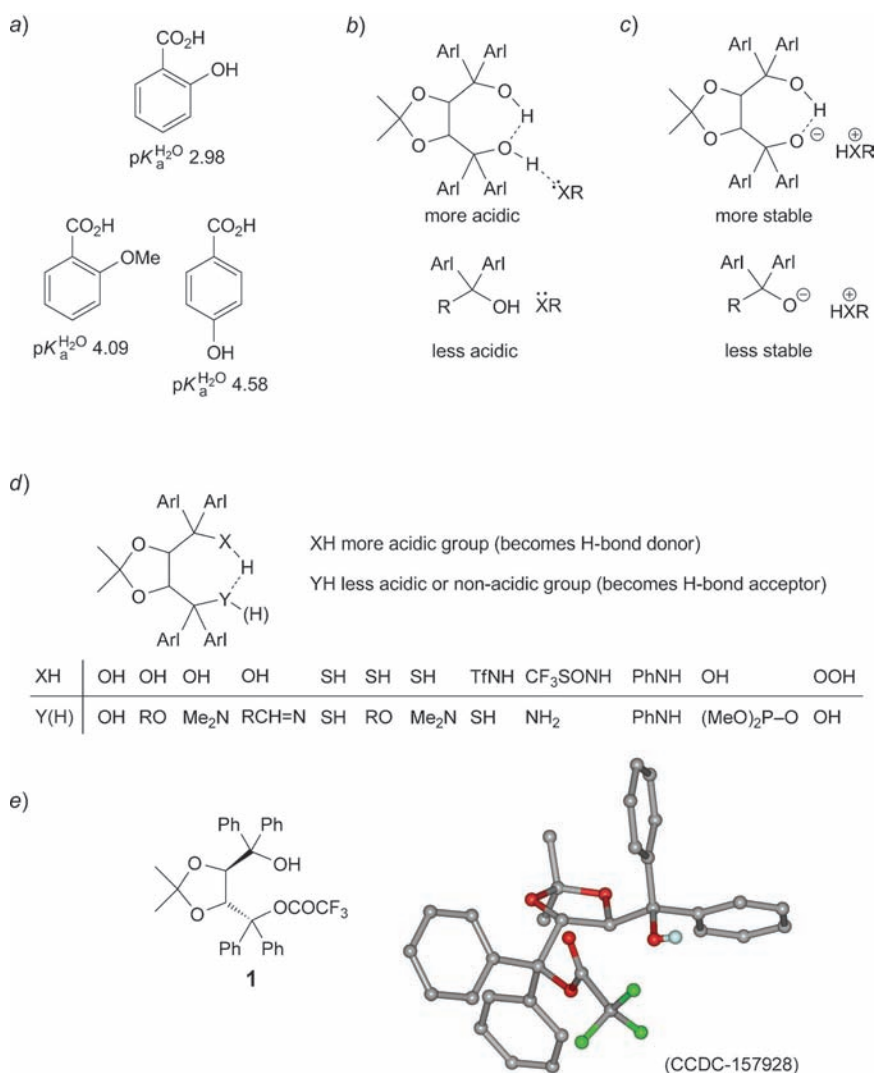 a)
CO2H
OH
pKaH2O 2.98
CO2H
OMe
pKaH2O 4.09
CO2H
OH
pKaH2O 4.58
b)
Arl Arl
O
O
H
O
O
H
Arl Arl
:XR
more acidic
Arl Arl
R OH ẌR
less acidic
c)
Arl Arl
O
O
H
O
O ⊖
⊕
HXR
Arl Arl
more stable
Arl Arl
R O ⊖
⊕
HXR
less stable
d)
Arl Arl
X
O
H
O
Y
(H)
Arl Arl
XH more acidic group (becomes H-bond donor)
YH less acidic or non-acidic group (becomes H-bond acceptor)
XH OH OH OH OH SH SH SH TfNH CF3SONH PhNH OH OOH
Y(H) OH RO Me2N RCH=N SH RO Me2N SH NH2 PhNH (MeO)2P–O OH
e)
Ph Ph
O
OH
O
OCOCF3
Ph Ph
1
(CCDC-157928)